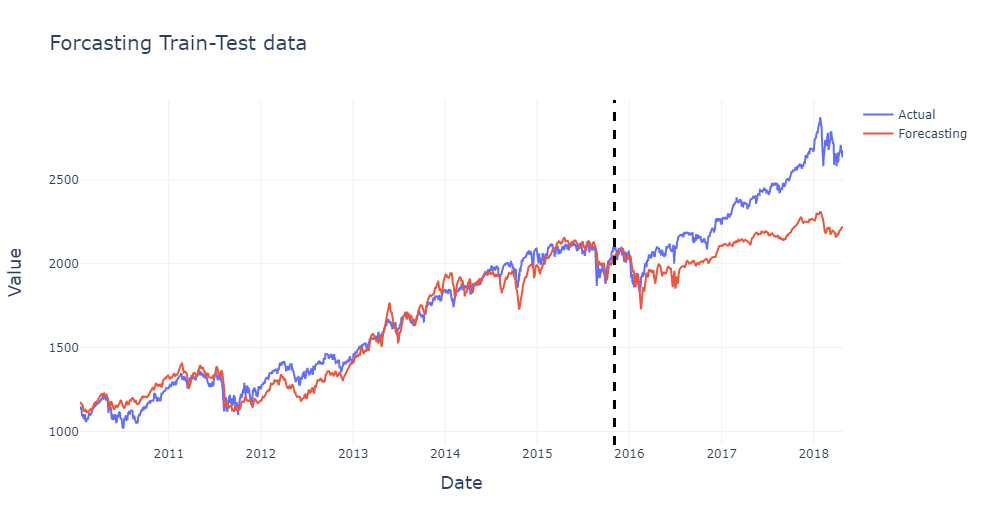 Forcasting Train-Test data
Actual
Forecasting
Value
2500
2000
1500
1000
2011 2012 2013 2014 2015 2016 2017 2018
Date